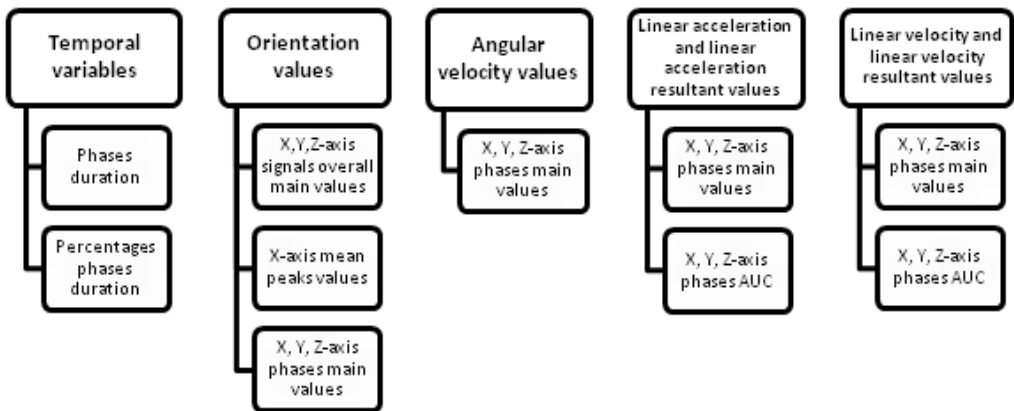 Temporal
variables
Phases
duration
Percentages
phases
duration
Orientation
values
X,Y,Z-axis
signals overall
main values
X-axis mean
peaks values
X, Y, Z-axis
phases main
values
Angular
velocity values
X, Y, Z-axis
phases main
values
Linear acceleration
and linear
acceleration
resultant values
X, Y, Z-axis
phases main
values
X, Y, Z-axis
phases AUC
Linear velocity and
linear velocity
resultant values
X, Y, Z-axis
phases main
values
X, Y, Z-axis
phases AUC